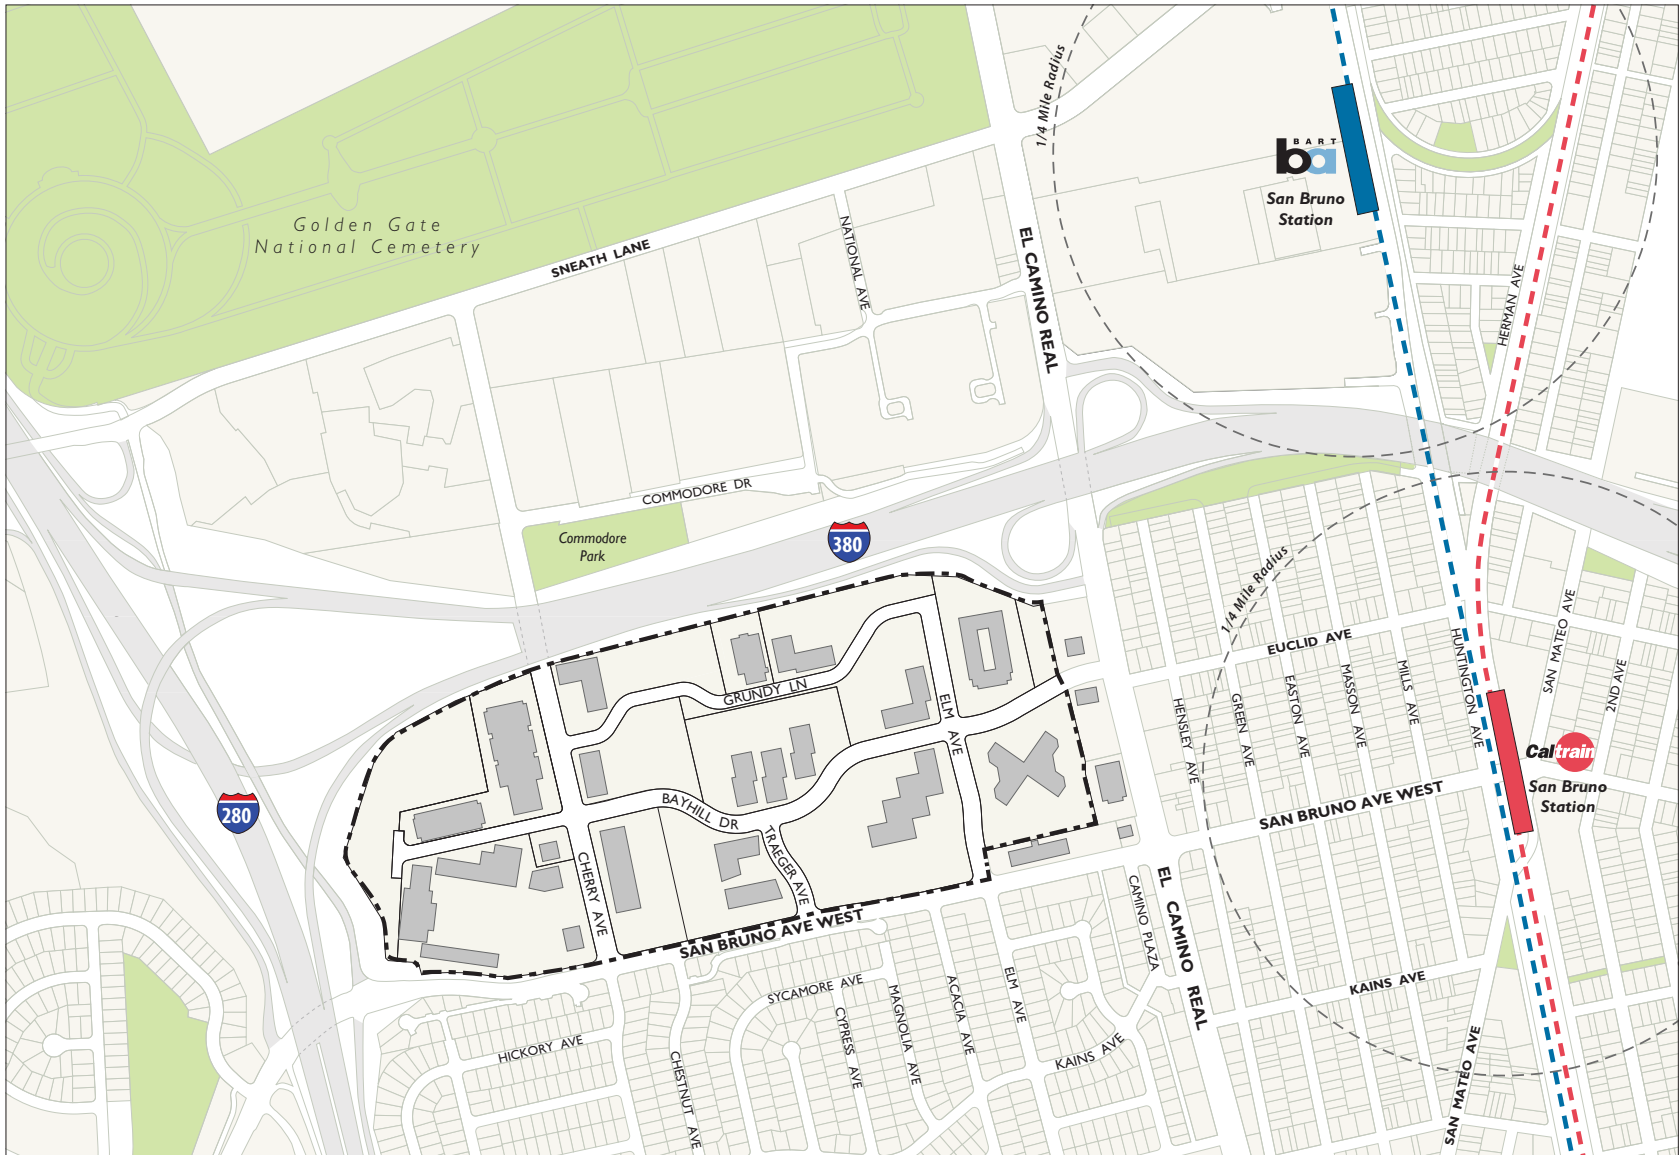 1/4 Mile Radius
BART
ba
San Bruno
Station
Golden Gate
National Cemetery
SNEATH LANE
NATIONAL AVE
EL CAMINO REAL
HERMAN AVE
COMMODORE DR
Commodore
Park
380
1/4 Mile Radius
EUCLID AVE
HUNTINGTON AVE
SAN MATEO AVE
2ND AVE
GRUNDY LN
ELM AVE
HENSLEY AVE
GREEN AVE
EASTON AVE
MASSON AVE
MILLS AVE
Caltrain
San Bruno
Station
280
BAYHILL DR
TRAEGER AVE
CHERRY AVE
SAN BRUNO AVE WEST
SAN BRUNO AVE WEST
CAMINO PLAZA
EL CAMINO REAL
SYCAMORE AVE
CYPRESS AVE
MAGNOLIA AVE
ACACIA AVE
ELM AVE
KAINS AVE
KAINS AVE
HICKORY AVE
CHESTNUT AVE
SAN MATEO AVE